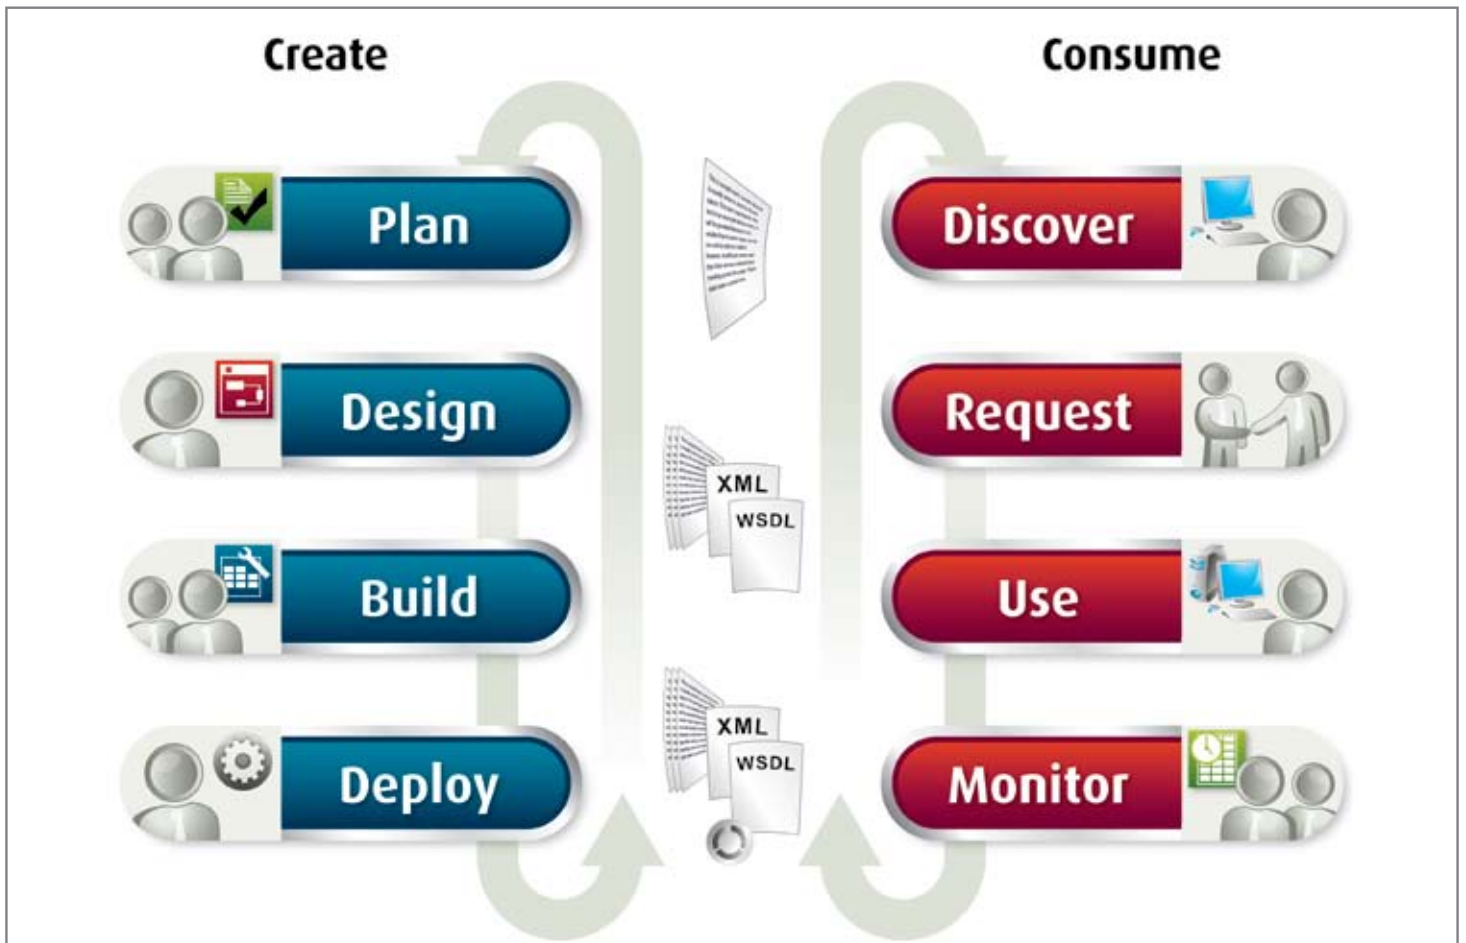 Create
Consume
Plan
Discover
Design
Request
XML
WSDL
Build
Use
XML
WSDL
Deploy
Monitor